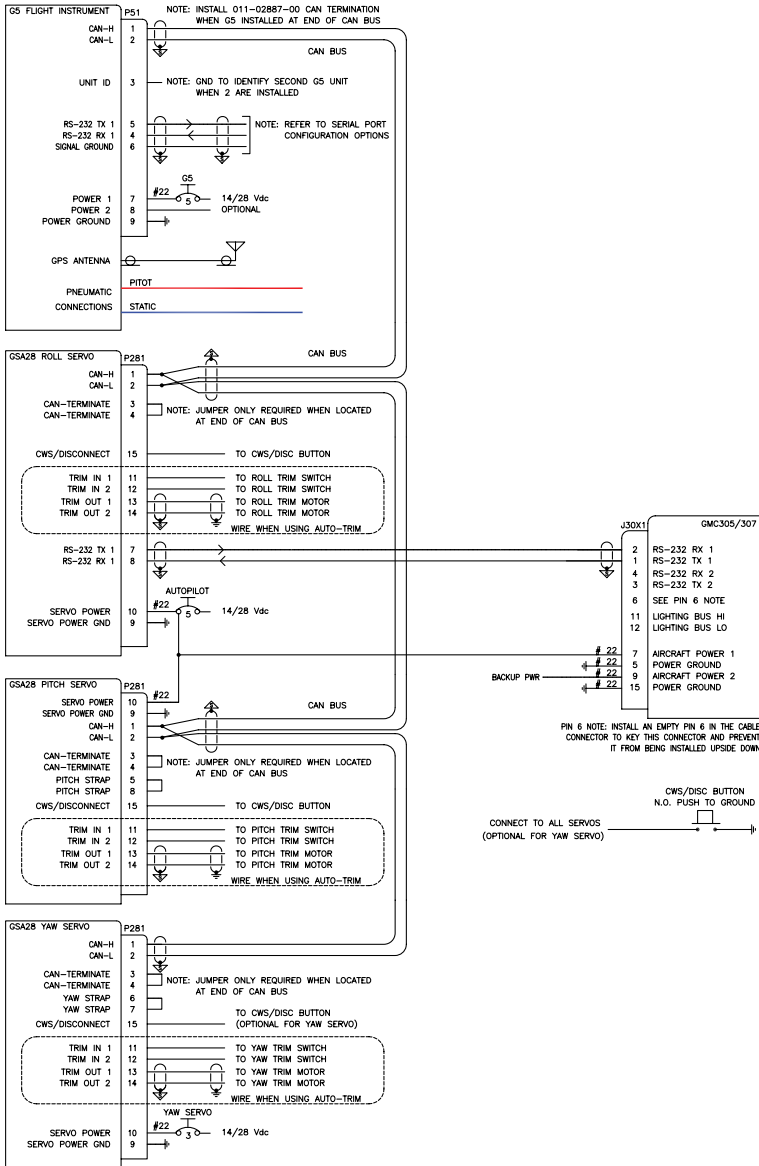 G5 FLIGHT INSTRUMENT
P51
NOTE: INSTALL 011-02887-00 CAN TERMINATION
WHEN G5 INSTALLED AT END OF CAN BUS
CAN-H 1
CAN-L 2
CAN BUS
UNIT ID 3
NOTE: GND TO IDENTIFY SECOND G5 UNIT
WHEN 2 ARE INSTALLED
RS-232 TX 1 5
RS-232 RX 1 4
SIGNAL GROUND 6
NOTE: REFER TO SERIAL PORT
CONFIGURATION OPTIONS
G5
POWER 1 7 #22 5 14/28 Vdc
POWER 2 8 OPTIONAL
POWER GROUND 9
GPS ANTENNA
PNEUMATIC
CONNECTIONS
PITOT
STATIC
GSA28 ROLL SERVO
P281
CAN BUS
CAN-H 1
CAN-L 2
CAN-TERMINATE 3
CAN-TERMINATE 4
NOTE: JUMPER ONLY REQUIRED WHEN LOCATED
AT END OF CAN BUS
CWS/DISCONNECT 15 TO CWS/DISC BUTTON
TRIM IN 1 11 TO ROLL TRIM SWITCH
TRIM IN 2 12 TO ROLL TRIM SWITCH
TRIM OUT 1 13 TO ROLL TRIM MOTOR
TRIM OUT 2 14 TO ROLL TRIM MOTOR
WIRE WHEN USING AUTO-TRIM
RS-232 TX 1 7
RS-232 RX 1 8
AUTOPILOT
SERVO POWER 10 #22 5 14/28 Vdc
SERVO POWER GND 9
J30X1
GMC305/307
2 RS-232 RX 1
1 RS-232 TX 1
4 RS-232 RX 2
3 RS-232 TX 2
6 SEE PIN 6 NOTE
11 LIGHTING BUS HI
12 LIGHTING BUS LO
# 22 7 AIRCRAFT POWER 1
# 22 5 POWER GROUND
BACKUP PWR # 22 9 AIRCRAFT POWER 2
# 22 15 POWER GROUND
PIN 6 NOTE: INSTALL AN EMPTY PIN 6 IN THE CABLE
CONNECTOR TO KEY THIS CONNECTOR AND PREVENT
IT FROM BEING INSTALLED UPSIDE DOWN
GSA28 PITCH SERVO
P281
SERVO POWER 10 #22
SERVO POWER GND 9
CAN BUS
CAN-H 1
CAN-L 2
CAN-TERMINATE 3
CAN-TERMINATE 4
NOTE: JUMPER ONLY REQUIRED WHEN LOCATED
AT END OF CAN BUS
PITCH STRAP 5
PITCH STRAP 8
CWS/DISCONNECT 15 TO CWS/DISC BUTTON
TRIM IN 1 11 TO PITCH TRIM SWITCH
TRIM IN 2 12 TO PITCH TRIM SWITCH
TRIM OUT 1 13 TO PITCH TRIM MOTOR
TRIM OUT 2 14 TO PITCH TRIM MOTOR
WIRE WHEN USING AUTO-TRIM
CWS/DISC BUTTON
N.O. PUSH TO GROUND
CONNECT TO ALL SERVOS
(OPTIONAL FOR YAW SERVO)
GSA28 YAW SERVO
P281
CAN-H 1
CAN-L 2
CAN-TERMINATE 3
CAN-TERMINATE 4
NOTE: JUMPER ONLY REQUIRED WHEN LOCATED
AT END OF CAN BUS
YAW STRAP 6
YAW STRAP 7
CWS/DISCONNECT 15
TO CWS/DISC BUTTON
(OPTIONAL FOR YAW SERVO)
TRIM IN 1 11 TO YAW TRIM SWITCH
TRIM IN 2 12 TO YAW TRIM SWITCH
TRIM OUT 1 13 TO YAW TRIM MOTOR
TRIM OUT 2 14 TO YAW TRIM MOTOR
WIRE WHEN USING AUTO-TRIM
YAW SERVO
SERVO POWER 10 #22 3 14/28 Vdc
SERVO POWER GND 9